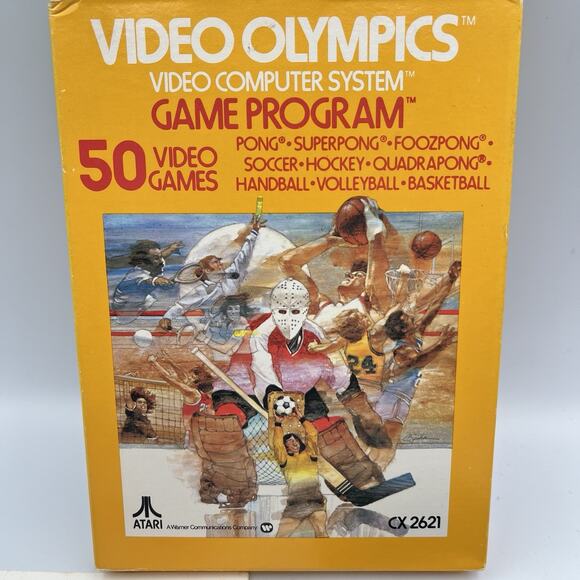 VIDEO OLYMPICS™
VIDEO COMPUTER SYSTEM™
GAME PROGRAM™
50 VIDEO GAMES
PONG®•SUPERPONG®•FOOZPONG®•
SOCCER•HOCKEY•QUADRAPONG®•
HANDBALL•VOLLEYBALL•BASKETBALL
24
ATARI
A Warner Communications Company
CX 2621